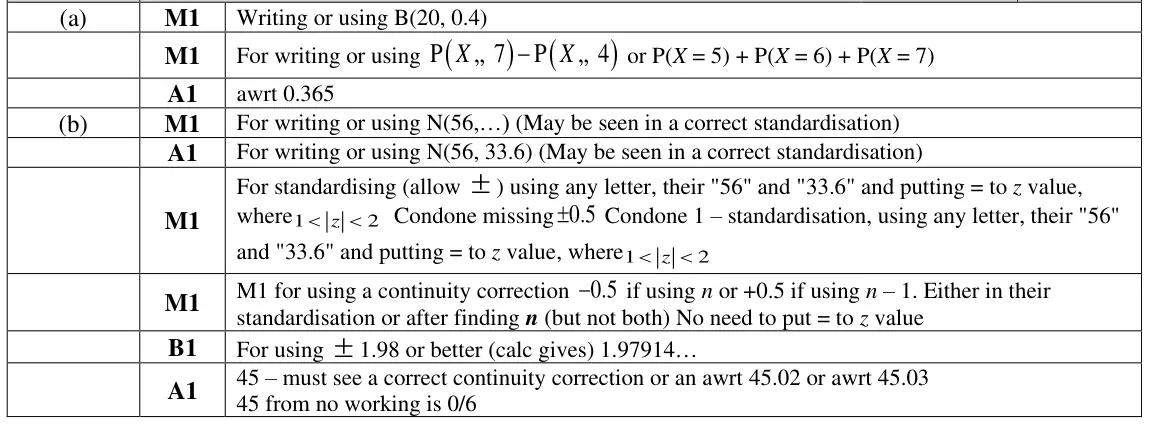 (a) M1 Writing or using B(20, 0.4)
M1 For writing or using P(X „ 7)−P(X „ 4) or P(X = 5) + P(X = 6) + P(X = 7)
A1 awrt 0.365
(b) M1 For writing or using N(56,…) (May be seen in a correct standardisation)
A1 For writing or using N(56, 33.6) (May be seen in a correct standardisation)
For standardising (allow ± ) using any letter, their "56" and "33.6" and putting = to z value,
M1 where 1 < |z| < 2 Condone missing ±0.5 Condone 1 – standardisation, using any letter, their "56"
and "33.6" and putting = to z value, where 1 < |z| < 2
M1 M1 for using a continuity correction −0.5 if using n or +0.5 if using n – 1. Either in their
standardisation or after finding n (but not both) No need to put = to z value
B1 For using ± 1.98 or better (calc gives) 1.97914…
A1 45 – must see a correct continuity correction or an awrt 45.02 or awrt 45.03
45 from no working is 0/6